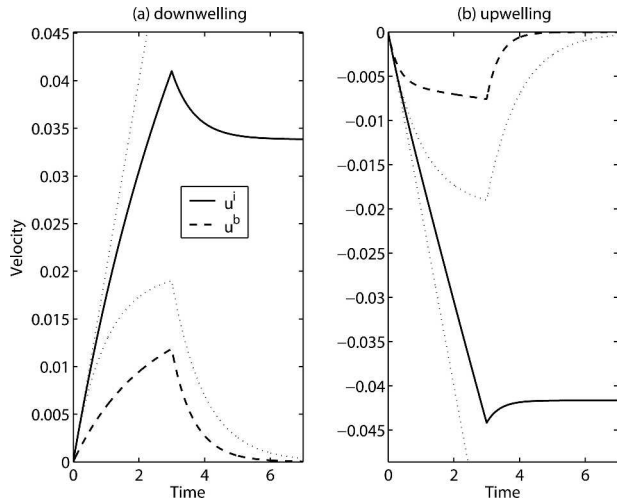 (a) downwelling
0.045
0.04
0.035
0.03
0.025
0.02
0.015
0.01
0.005
0
Velocity
u^i
u^b
0 2 4 6
Time
(b) upwelling
0
−0.005
−0.01
−0.015
−0.02
−0.025
−0.03
−0.035
−0.04
−0.045
0 2 4 6
Time